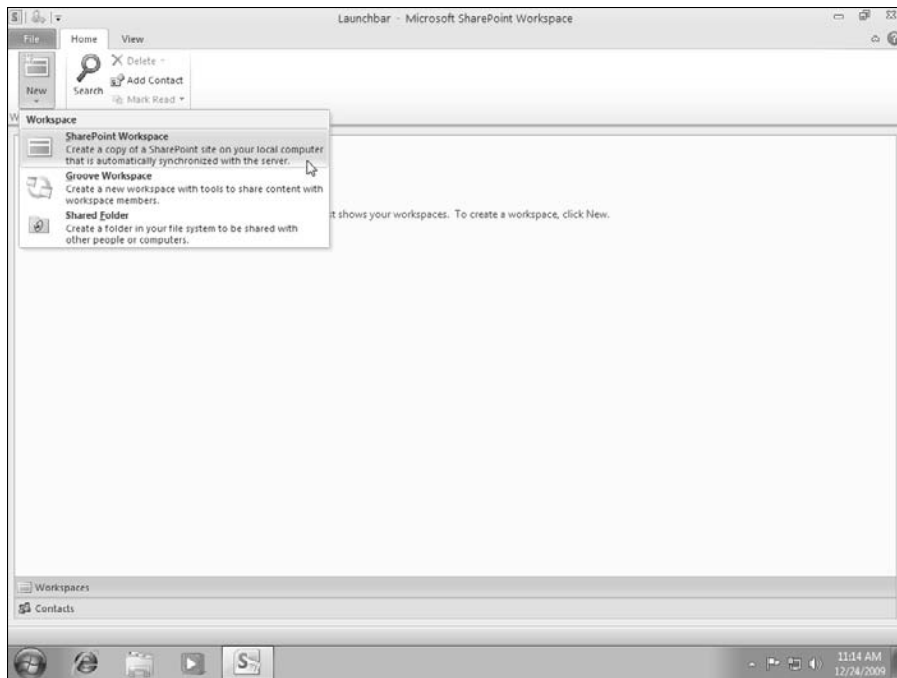 Launchbar - Microsoft SharePoint Workspace
File Home View
New
Search
Delete
Add Contact
Mark Read
W
Workspace
SharePoint Workspace
Create a copy of a SharePoint site on your local computer
that is automatically synchronized with the server.
Groove Workspace
Create a new workspace with tools to share content with
workspace members.
Shared Folder
Create a folder in your file system to be shared with
other people or computers.
t shows your workspaces. To create a workspace, click New.
Workspaces
Contacts
11:14 AM
12/24/2009